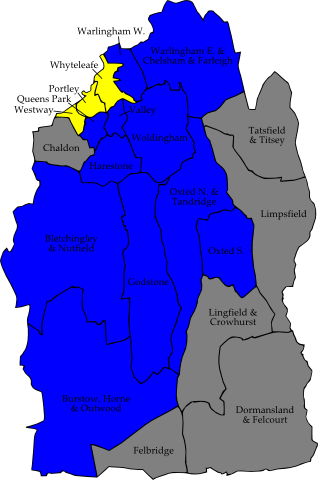 Warlingham W.
Warlingham E. &
Chelsham & Farleigh
Whyteleafe
Portley
Queens Park
Westway
Valley
Woldingham
Tatsfield
& Titsey
Chaldon
Harestone
Oxted N. &
Tandridge
Limpsfield
Bletchingley
& Nutfield
Oxted S.
Godstone
Lingfield &
Crowhurst
Burstow, Horne
& Outwood
Dormansland
& Felcourt
Felbridge